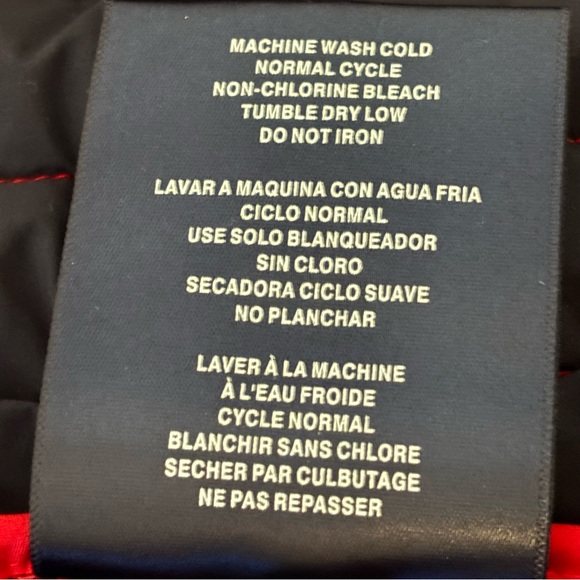 MACHINE WASH COLD
NORMAL CYCLE
NON-CHLORINE BLEACH
TUMBLE DRY LOW
DO NOT IRON
LAVAR A MAQUINA CON AGUA FRIA
CICLO NORMAL
USE SOLO BLANQUEADOR
SIN CLORO
SECADORA CICLO SUAVE
NO PLANCHAR
LAVER À LA MACHINE
À L'EAU FROIDE
CYCLE NORMAL
BLANCHIR SANS CHLORE
SECHER PAR CULBUTAGE
NE PAS REPASSER